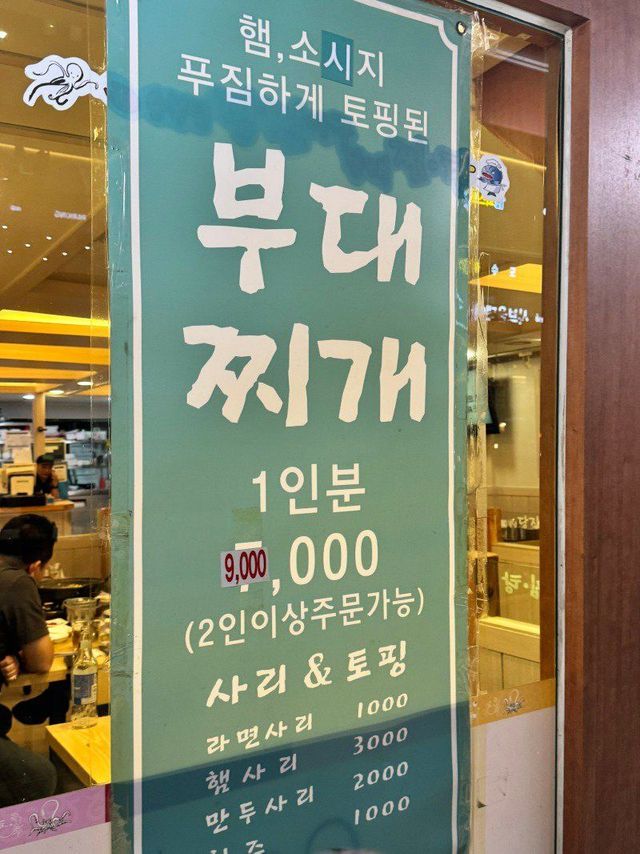 햄,소시지
푸짐하게 토핑된
부대
찌개
1인분
9,000
7,000
(2인이상주문가능)
사리 & 토핑
라면사리 1000
햄사리 3000
만두사리 2000
1000